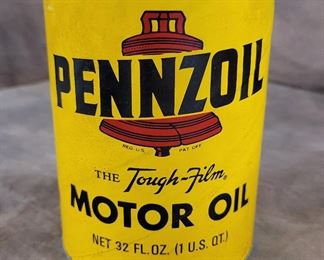 PENNZOIL
REG U.S. PAT. OFF.
THE Tough-Film®
MOTOR OIL
NET 32 FL.OZ. (1 U.S. QT.)